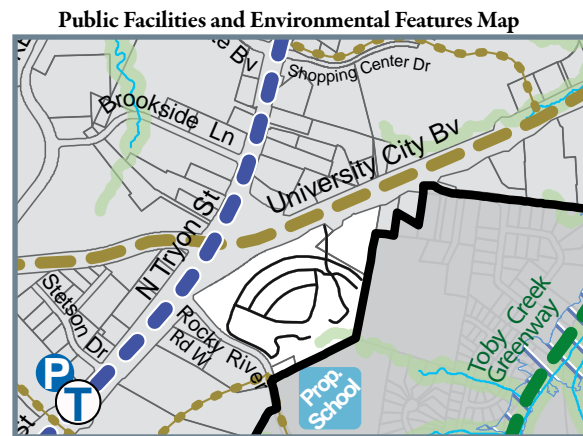 Public Facilities and Environmental Features Map
Shopping Center Dr
Brookside Ln
University City Bv
N Tryon St
Stetson Dr
Rocky River
Rd W
Toby Creek
Greenway
Prop.
School
P
T